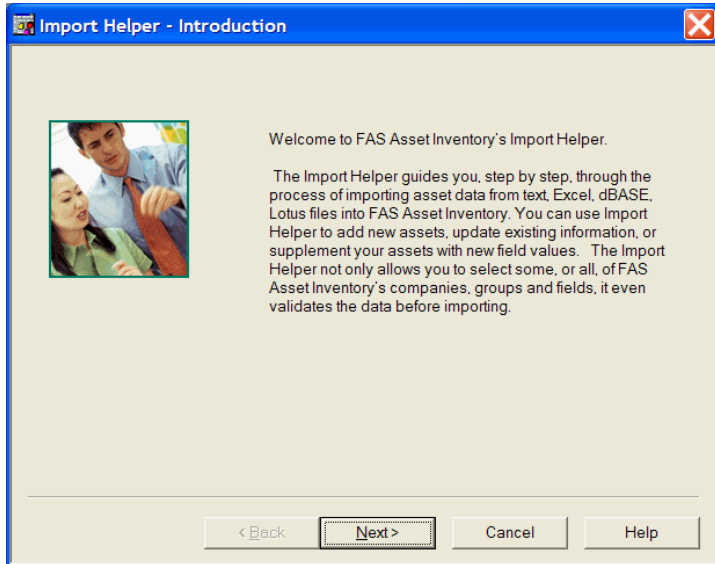 Import Helper - Introduction
Welcome to FAS Asset Inventory's Import Helper.
The Import Helper guides you, step by step, through the
process of importing asset data from text, Excel, dBASE,
Lotus files into FAS Asset Inventory. You can use Import
Helper to add new assets, update existing information, or
supplement your assets with new field values.   The Import
Helper not only allows you to select some, or all, of FAS
Asset Inventory's companies, groups and fields, it even
validates the data before importing.
< Back Next > Cancel Help